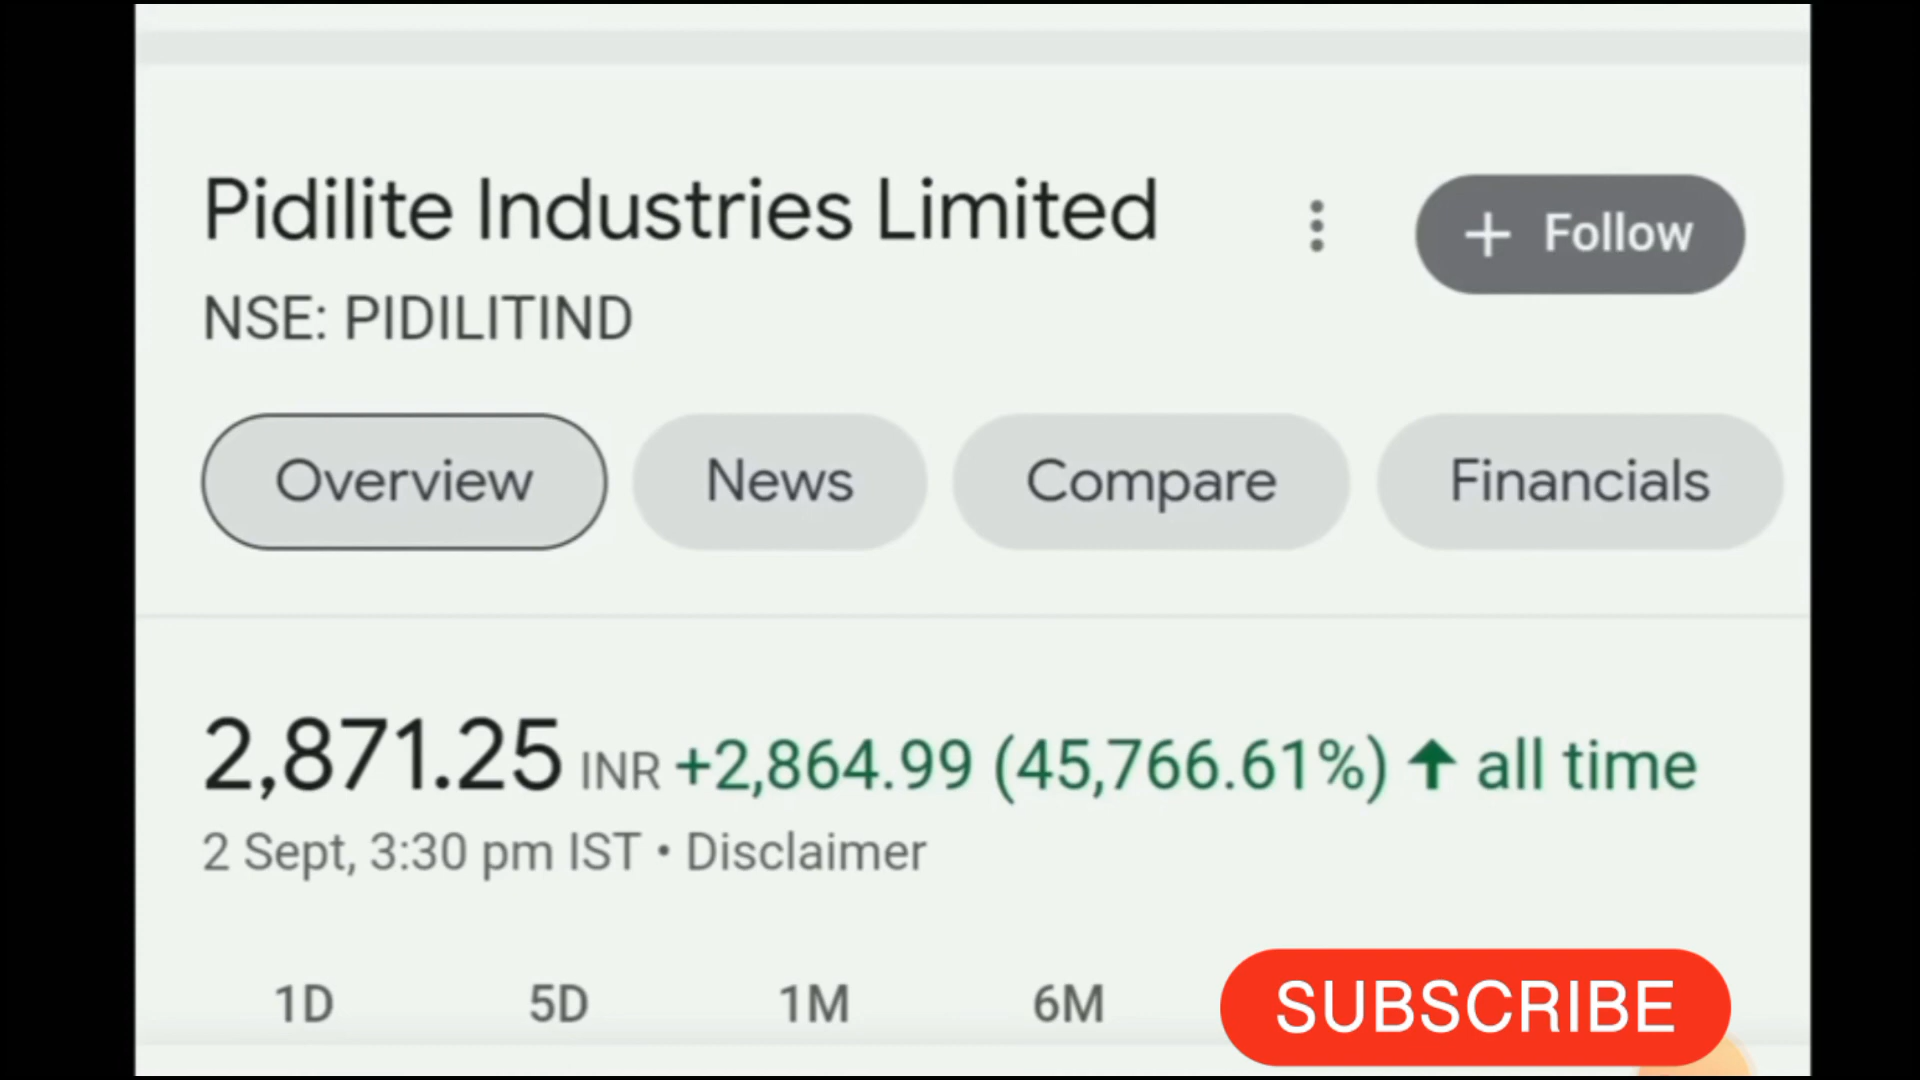 Pidilite Industries Limited
+ Follow
NSE: PIDILITIND
Overview News Compare Financials
2,871.25 INR +2,864.99 (45,766.61%) ↑ all time
2 Sept, 3:30 pm IST • Disclaimer
1D 5D 1M 6M
SUBSCRIBE